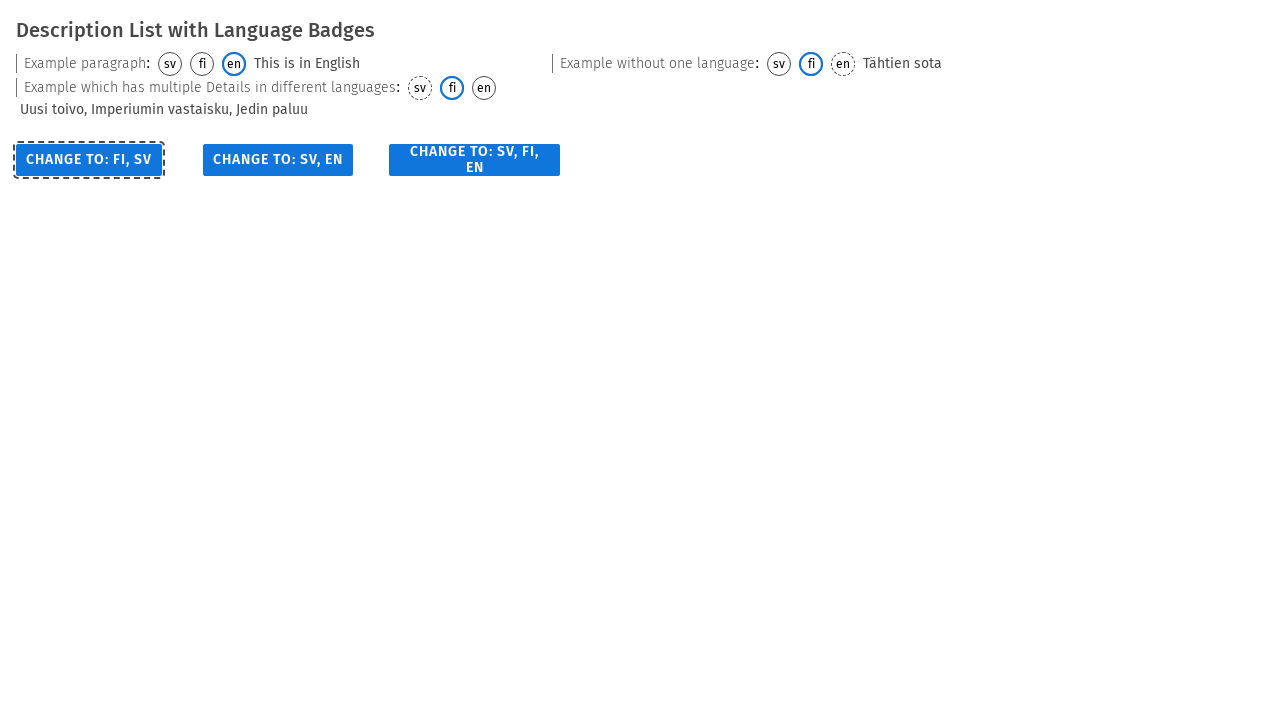 Description List with Language Badges
Example paragraph: sv fi en This is in English
Example without one language: sv fi en Tähtien sota
Example which has multiple Details in different languages: sv fi en
Uusi toivo, Imperiumin vastaisku, Jedin paluu
CHANGE TO: FI, SV
CHANGE TO: SV, EN
CHANGE TO: SV, FI,
EN